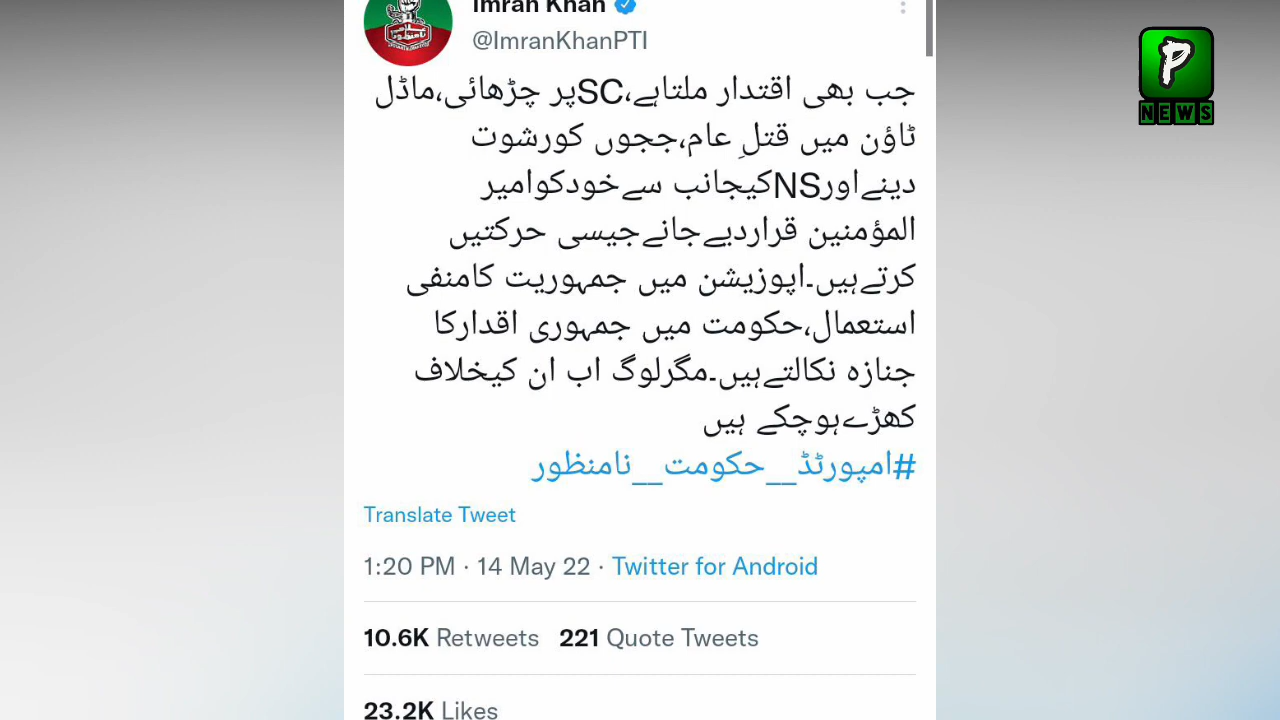 Imran Khan
@ImranKhanPTI
جب بھی اقتدار ملتاہے،SCپر چڑھائی،ماڈل
ٹاؤن میں قتلِ عام،ججوں کورشوت
دینےاورNSکیجانب سےخودکوامیر
المؤمنین قراردیےجانےجیسی حرکتیں
کرتےہیں۔اپوزیشن میں جمہوریت کامنفی
استعمال،حکومت میں جمہوری اقدارکا
جنازہ نکالتےہیں۔مگرلوگ اب ان کیخلاف
کھڑےہوچکے ہیں
#امپورٹڈ__حکومت__نامنظور
Translate Tweet
1:20 PM · 14 May 22 · Twitter for Android
10.6K Retweets 221 Quote Tweets
23.2K Likes
P
NEWS